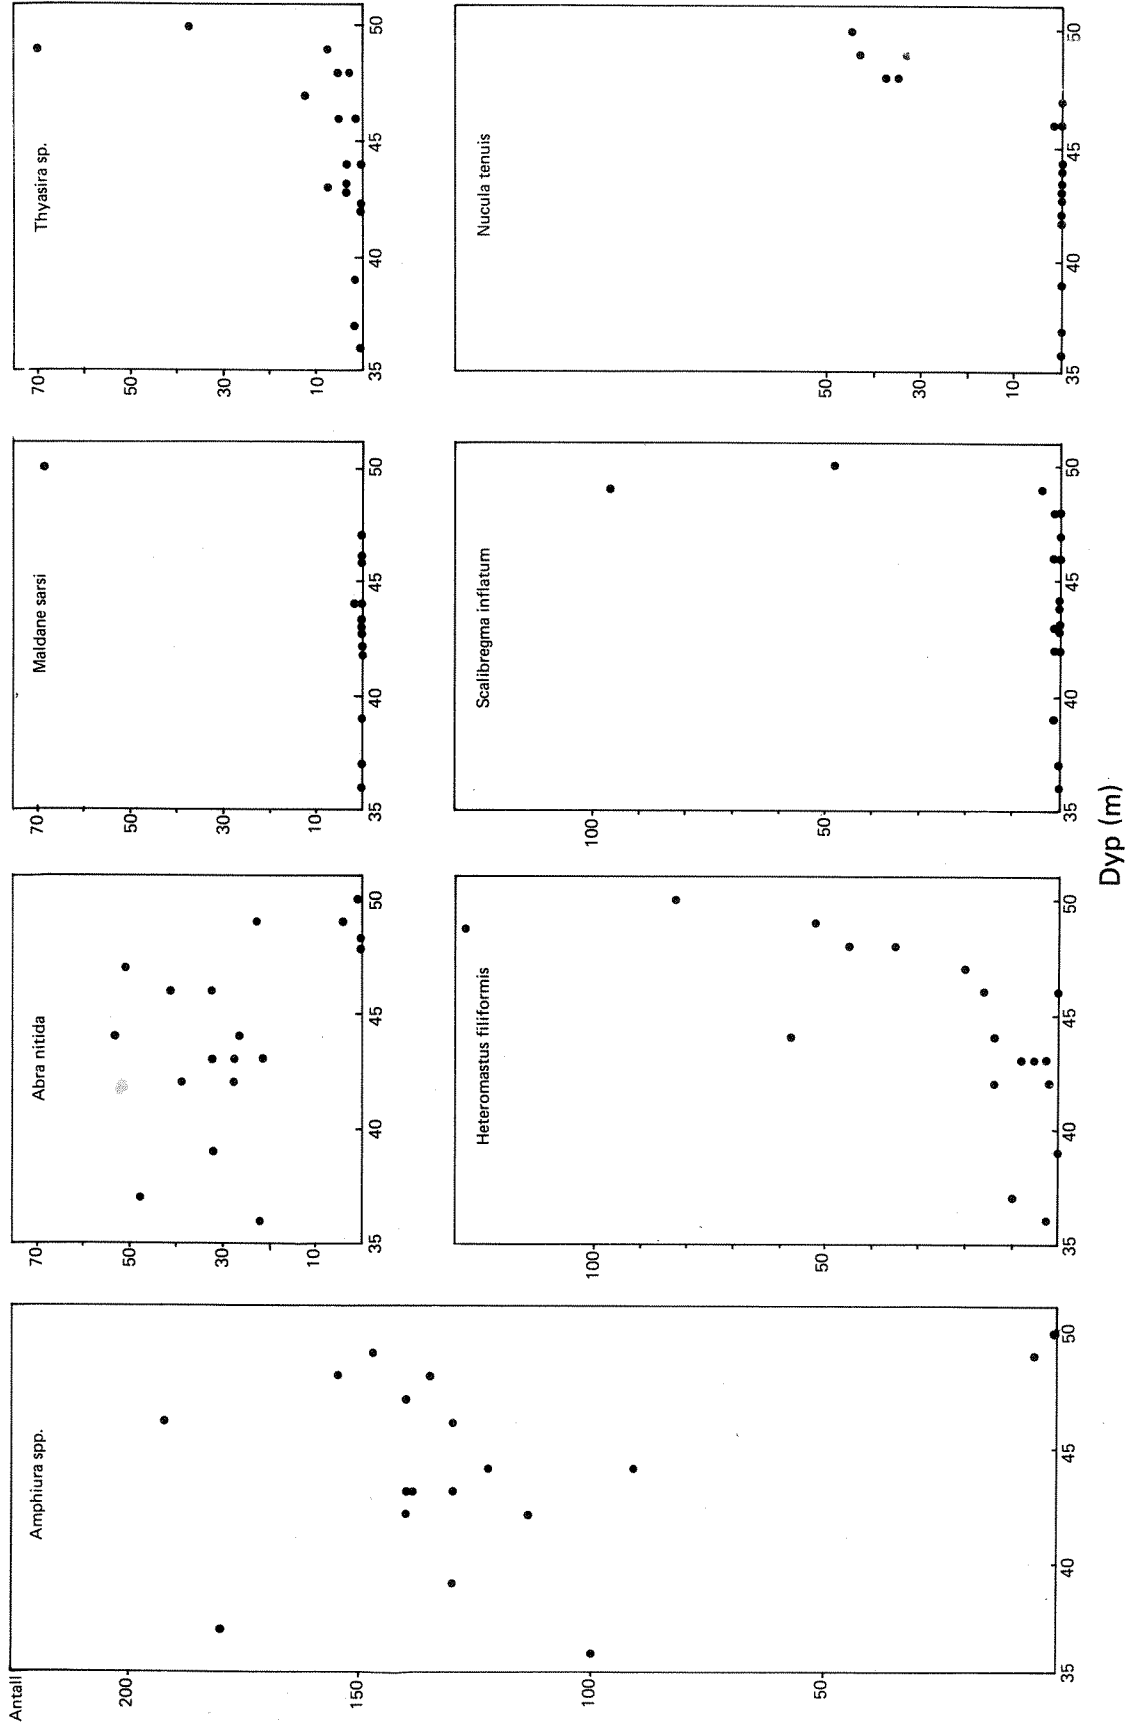 Antall
Amphiura spp.
200
150
100
50
35 40 45 50
Abra nitida
70
50
30
10
35 40 45 50
Maldane sarsi
70
50
30
10
35 40 45 50
Thyasira sp.
70
50
30
10
35 40 45 50
Heteromastus filiformis
100
50
35 40 45 50
Scalibregma inflatum
100
50
35 40 45 50
Nucula tenuis
50
30
10
35 40 45 50
Dyp (m)